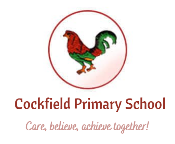 Cockfield Primary School
Care, believe, achieve together!